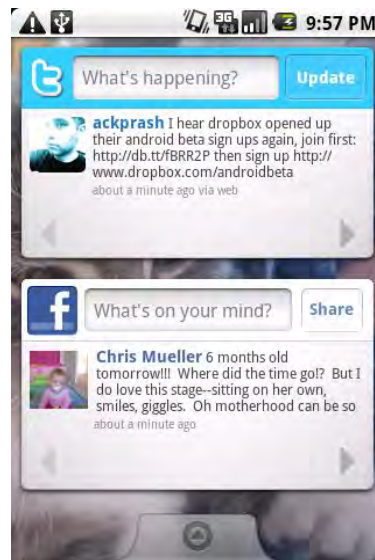 3G
9:57 PM
What's happening?
Update
ackprash I hear dropbox opened up
their android beta sign ups again, join first:
http://db.tt/fBRR2P then sign up http://
www.dropbox.com/androidbeta
about a minute ago via web
f
What's on your mind?
Share
Chris Mueller 6 months old
tomorrow!!! Where did the time go!? But I
do love this stage--sitting on her own,
smiles, giggles. Oh motherhood can be so
about a minute ago